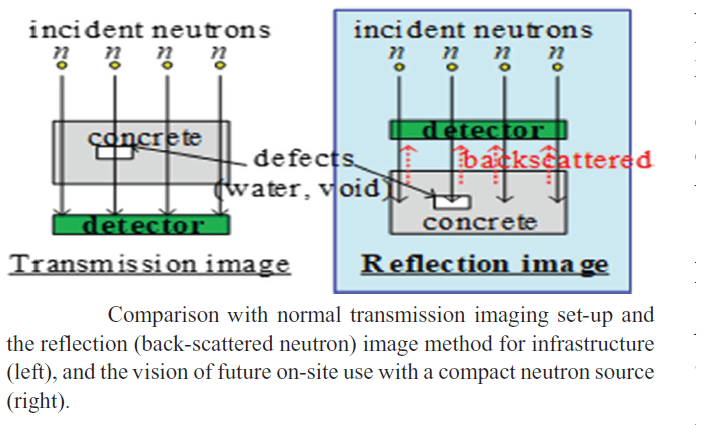 incident neutrons
n n n n
concrete
detector
Transmission image
defects
(water, void)
incident neutrons
n n n n
detector
backscattered
concrete
Reflection image
Comparison with normal transmission imaging set-up and
the reflection (back-scattered neutron) image method for infrastructure
(left), and the vision of future on-site use with a compact neutron source
(right).